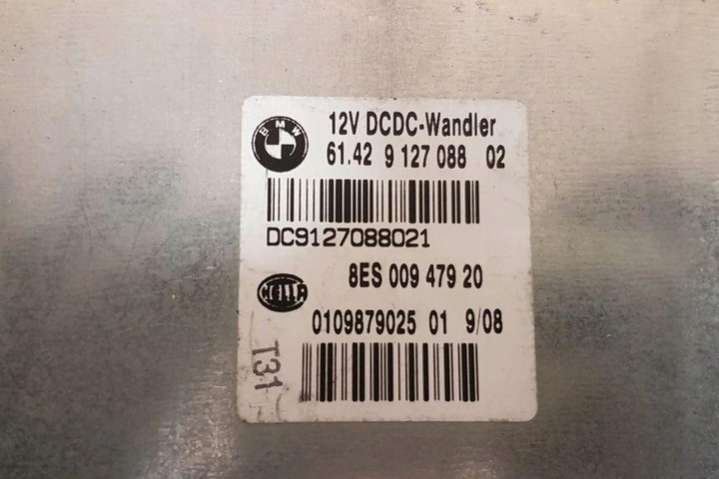 BMW
12V DCDC-Wandler
61.42 9 127 088 02
DC9127088021
8ES 009 479 20
HELLA
0109879025 01 9/08
T31